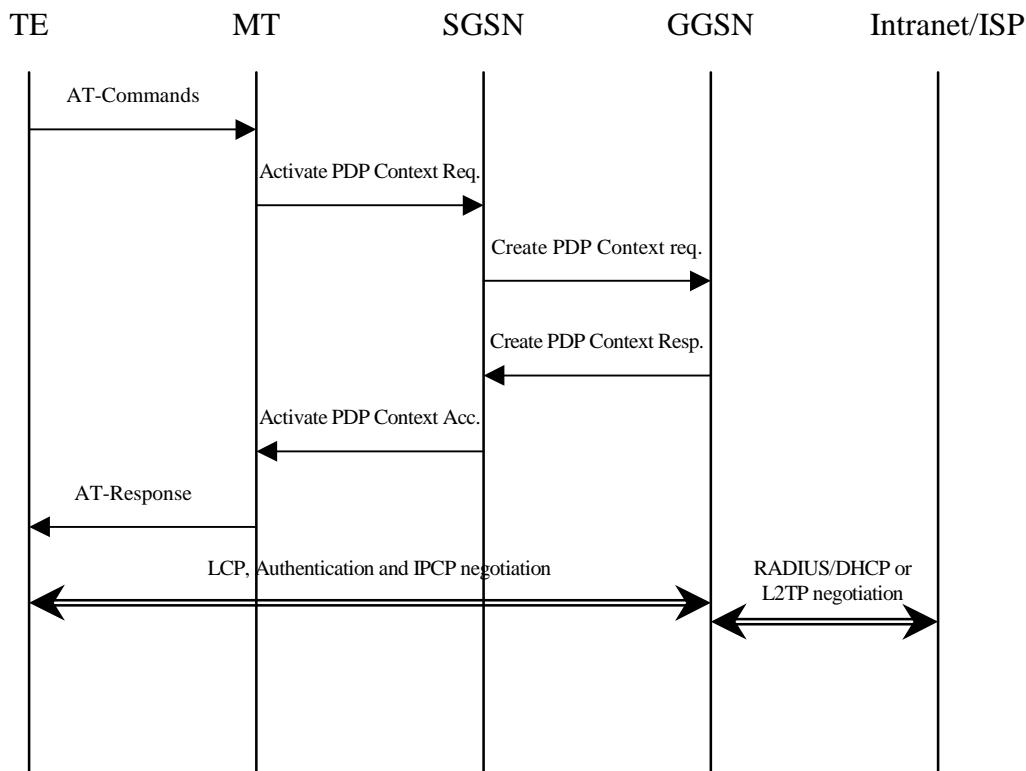 TE MT SGSN GGSN Intranet/ISP
AT-Commands
Activate PDP Context Req.
Create PDP Context req.
Create PDP Context Resp.
Activate PDP Context Acc.
AT-Response
LCP, Authentication and IPCP negotiation
RADIUS/DHCP or
L2TP negotiation